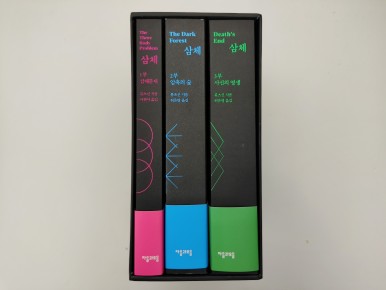 The
Three
Body
Problem
삼체
1부
삼체문제
The Dark
Forest
삼체
2부
암흑의 숲
Death's
End
삼체
3부
사신의 영생
자음과모음
자음과모음
자음과모음